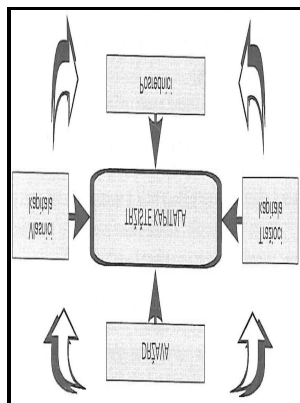 DRŽAVA
Vlasnici
kapitala
TRŽIŠTE KAPITALA
Tražioci
kapitala
Posrednici